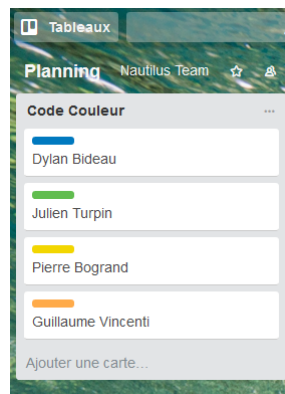 Tableaux
Planning Nautilus Team
Code Couleur
Dylan Bideau
Julien Turpin
Pierre Bogrand
Guillaume Vincenti
Ajouter une carte...